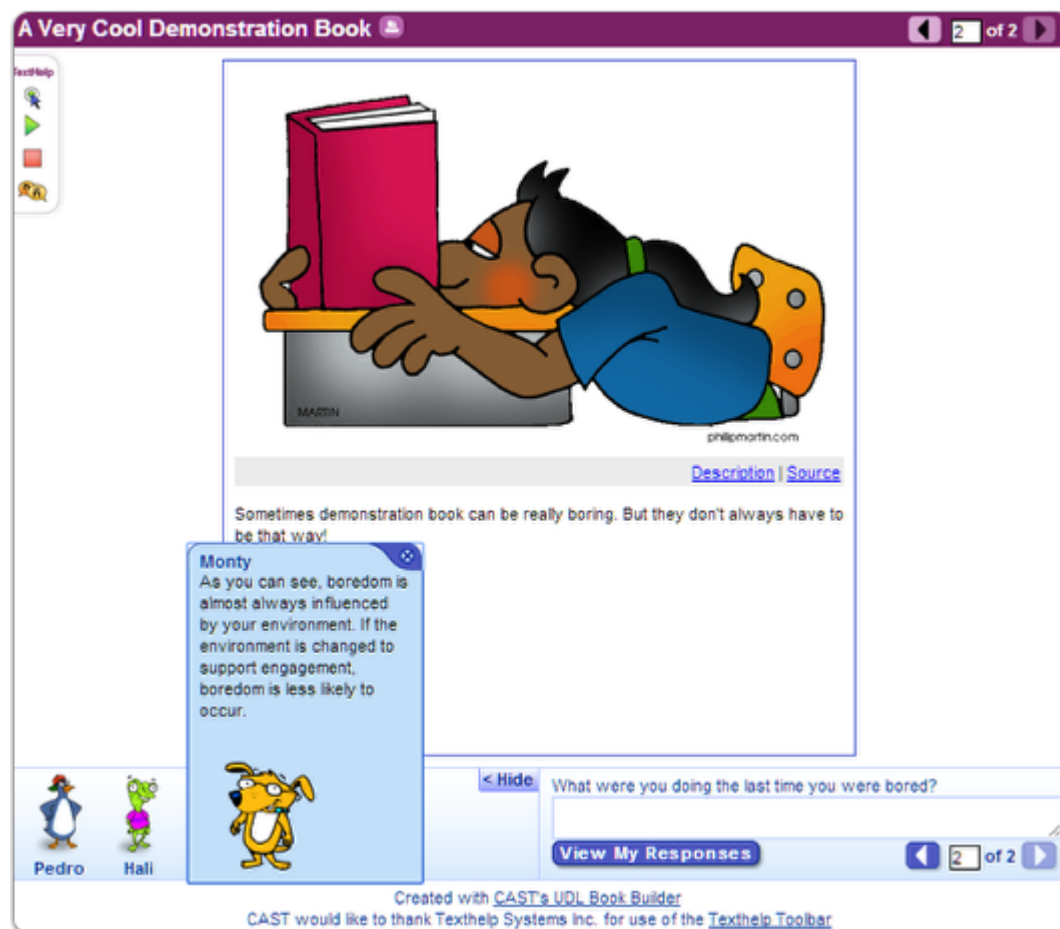 A Very Cool Demonstration Book
2 of 2
TextHelp
MARTIN
philipmartin.com
Description | Source
Sometimes demonstration book can be really boring. But they don't always have to
be that way!
Monty
As you can see, boredom is
almost always influenced
by your environment. If the
environment is changed to
support engagement,
boredom is less likely to
occur.
Pedro
Hali
< Hide
What were you doing the last time you were bored?
View My Responses
2 of 2
Created with CAST's UDL Book Builder
CAST would like to thank Texthelp Systems Inc. for use of the Texthelp Toolbar